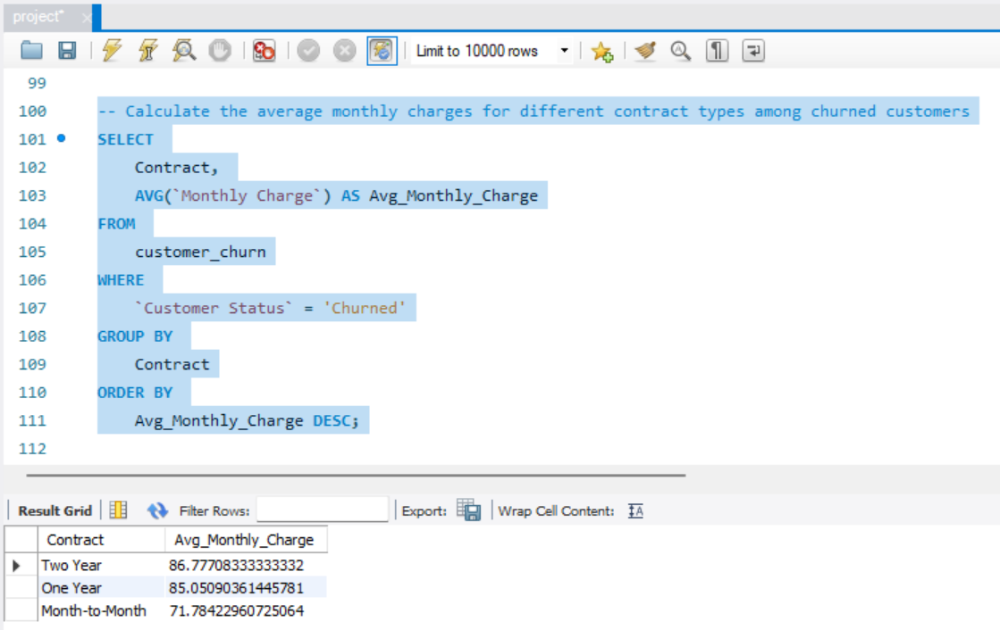 project*
Limit to 10000 rows
99
100 -- Calculate the average monthly charges for different contract types among churned customers
101 SELECT
102 Contract,
103 AVG(`Monthly Charge`) AS Avg_Monthly_Charge
104 FROM
105 customer_churn
106 WHERE
107 `Customer Status` = 'Churned'
108 GROUP BY
109 Contract
110 ORDER BY
111 Avg_Monthly_Charge DESC;
112
Result Grid Filter Rows: Export: Wrap Cell Content:
Contract Avg_Monthly_Charge
Two Year 86.77708333333332
One Year 85.05090361445781
Month-to-Month 71.78422960725064